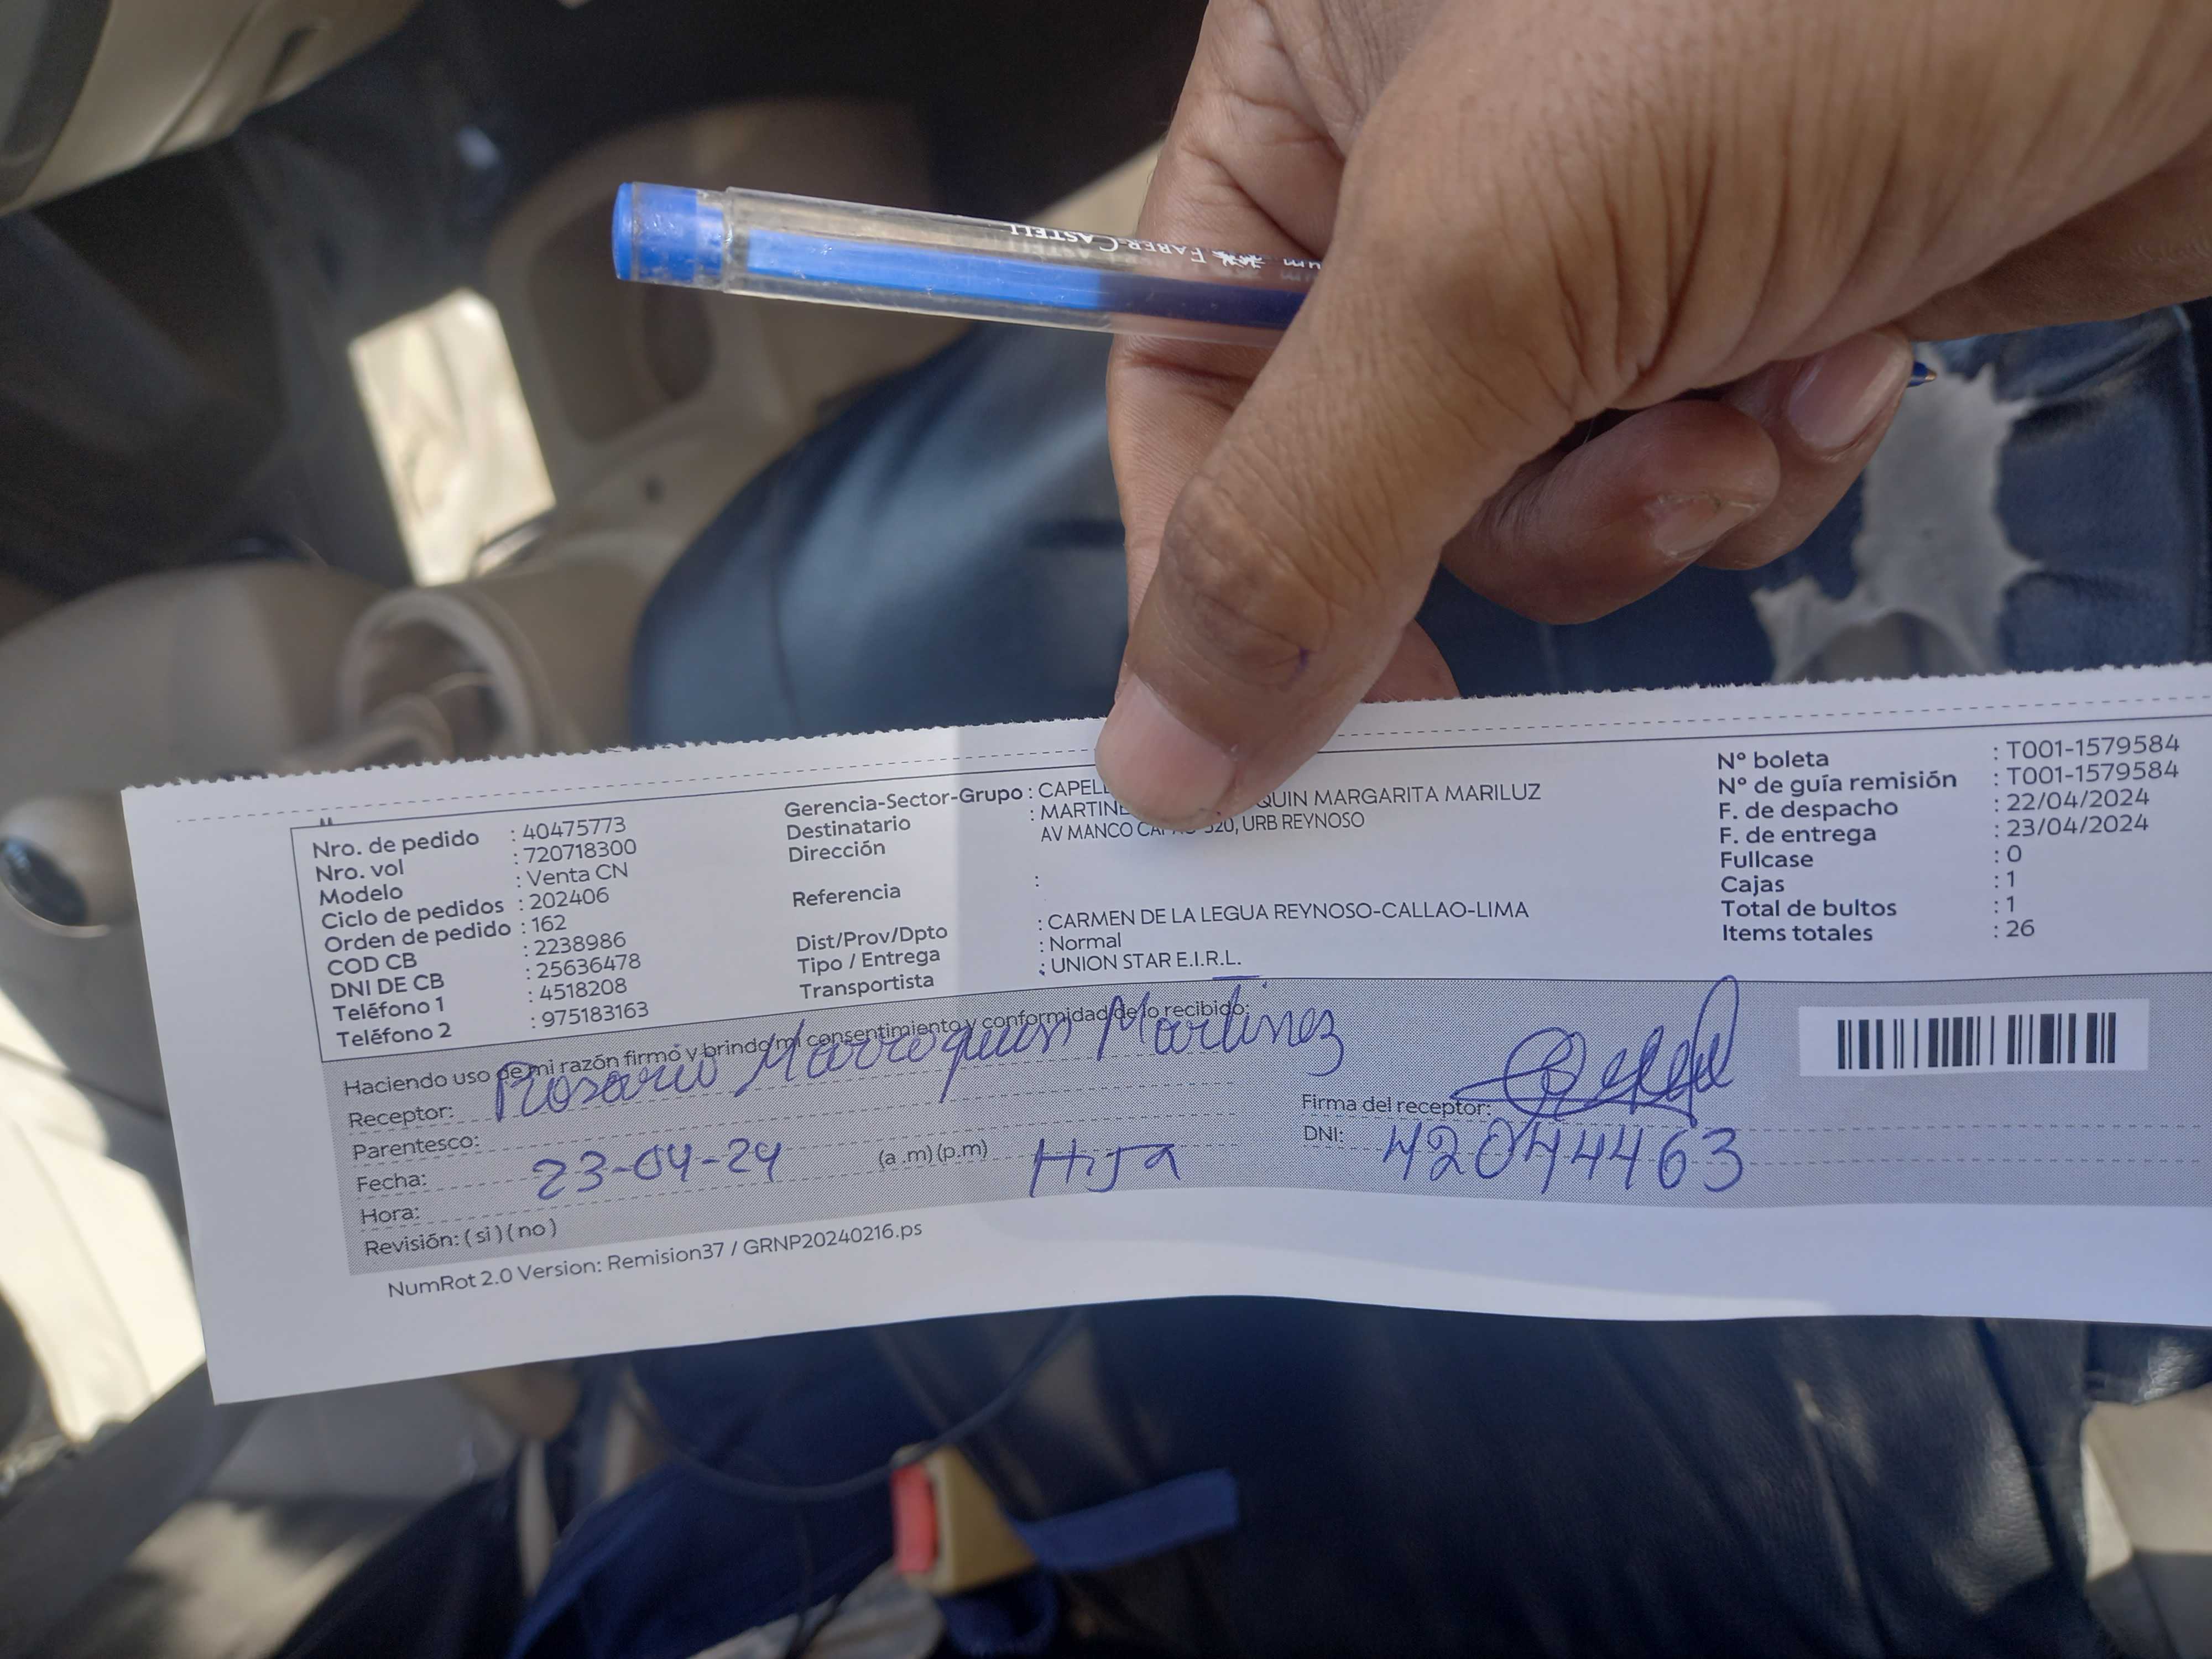 FABER-CASTELL
Nro. de pedido : 40475773
Nro. vol : 720718300
Modelo : Venta CN
Ciclo de pedidos : 202406
Orden de pedido : 162
COD CB : 2238986
DNI DE CB : 25636478
Teléfono 1 : 4518208
Teléfono 2 : 975183163
Gerencia-Sector-Grupo :
Destinatario : MARGARITA MARILUZ
Dirección AV MANCO 520, URB REYNOSO
Referencia :
Dist/Prov/Dpto : CARMEN DE LA LEGUA REYNOSO-CALLAO-LIMA
Tipo / Entrega : Normal
Transportista : UNION STAR E.I.R.L.
N° boleta : T001-1579584
N° de guía remisión : T001-1579584
F. de despacho : 22/04/2024
F. de entrega : 23/04/2024
Fullcase : 0
Cajas : 1
Total de bultos : 1
Items totales : 26
Haciendo uso de mi razón firmo y brindo mi consentimiento y conformidad de lo recibido:
Receptor: Rosario Marroquin Martinez
Parentesco:
Fecha: 23-04-24 (a .m) (p.m) Hija
Hora:
Revisión: ( si ) ( no )
Firma del receptor:
DNI: 42044463
NumRot 2.0 Version: Remision37 / GRNP20240216.ps